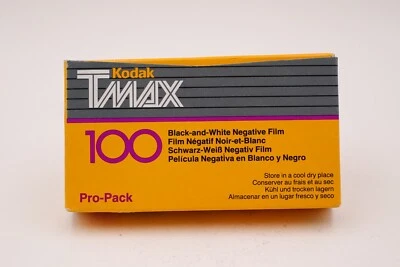 Kodak
TMAX
100
Black-and-White Negative Film
Film Négatif Noir-et-Blanc
Schwarz-Weiß Negativ Film
Película Negativa en Blanco y Negro
Store in a cool dry place
Conserver au frais et au sec
Kühl und trocken lagern
Almacenar en un lugar fresco y seco
Pro-Pack